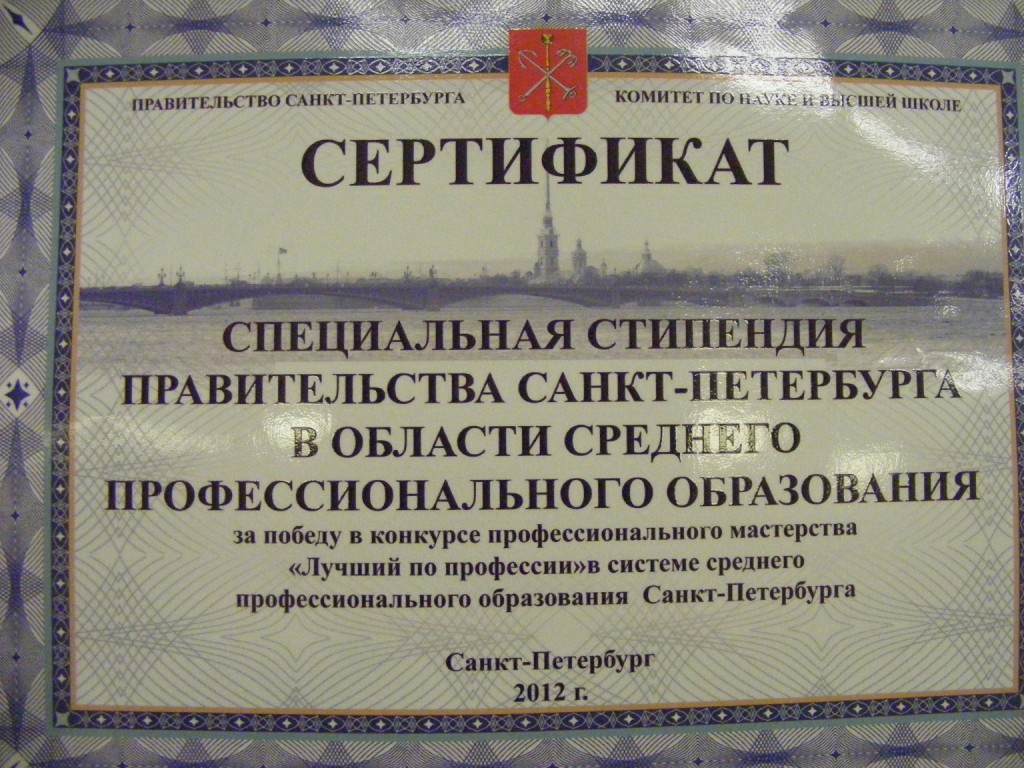 ПРАВИТЕЛЬСТВО САНКТ-ПЕТЕРБУРГА
КОМИТЕТ ПО НАУКЕ И ВЫСШЕЙ ШКОЛЕ
СЕРТИФИКАТ
СПЕЦИАЛЬНАЯ СТИПЕНДИЯ
ПРАВИТЕЛЬСТВА САНКТ-ПЕТЕРБУРГА
В ОБЛАСТИ СРЕДНЕГО
ПРОФЕССИОНАЛЬНОГО ОБРАЗОВАНИЯ
за победу в конкурсе профессионального мастерства
«Лучший по профессии»в системе среднего
профессионального образования Санкт-Петербурга
Санкт-Петербург
2012 г.